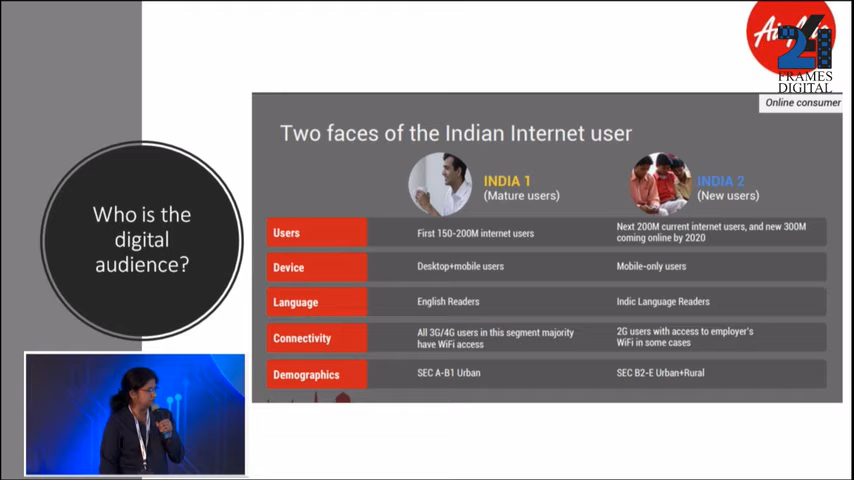 AirAsia
21
FRAMES
DIGITAL
Online consumer
Two faces of the Indian Internet user
Who is the
digital
audience?
INDIA 1
(Mature users)
INDIA 2
(New users)
Users
First 150-200M internet users
Next 200M current internet users, and new 300M
coming online by 2020
Device
Desktop+mobile users
Mobile-only users
Language
English Readers
Indic Language Readers
Connectivity
All 3G/4G users in this segment majority
have WiFi access
2G users with access to employer's
WiFi in some cases
Demographics
SEC A-B1 Urban
SEC B2-E Urban+Rural